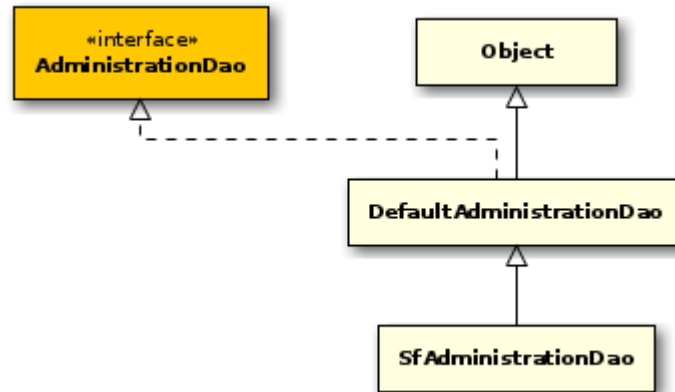 «interface»
AdministrationDao
Object
DefaultAdministrationDao
SfAdministrationDao